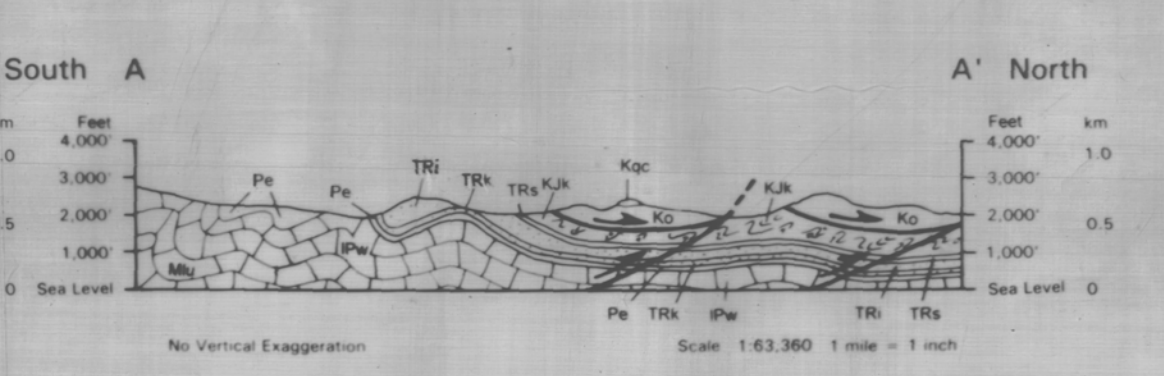 South A A' North
m Feet Feet km
4,000' 4,000'
.0 1.0
TRi Kqc
3,000' Pe Pe TRk TRs KJk KJk 3,000'
2,000' Ko Ko 2,000'
.5 0.5
IPw
1,000' 1,000'
Mlu
0 Sea Level Sea Level 0
Pe TRk IPw TRi TRs
No Vertical Exaggeration Scale 1:63,360 1 mile = 1 inch